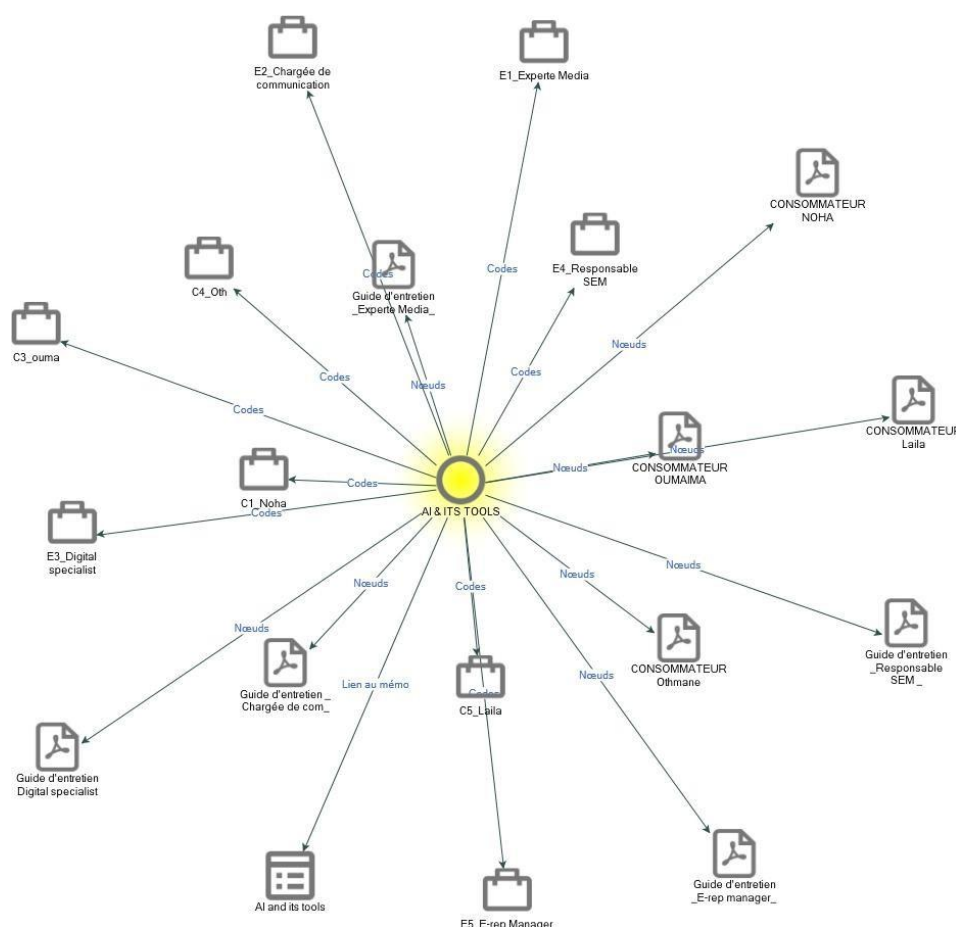 E2_Chargée de
communication
E1_Experte Media
CONSOMMATEUR
NOHA
C4_Oth
Codes
Guide d'entretien
_Experte Media_
Codes
E4_Responsable
SEM
C3_ouma
Nœuds
Codes
Nœuds
Codes
Codes
CONSOMMATEUR
Laila
Nœuds
Nœuds
CONSOMMATEUR
OUMAIMA
C1_Noha
Codes
AI & ITS TOOLS
Codes
E3_Digital
specialist
Nœuds
Codes
Nœuds
Nœuds
Nœuds
Guide d'entretien
_Responsable
SEM_
CONSOMMATEUR
Othmane
Guide d'entretien_
Chargée de com_
Lien au mémo
Nœuds
C5_Laila
Codes
Guide d'entretien
Digital specialist
AI and its tools
E5_E-rep Manager
Guide d'entretien
_E-rep manager_